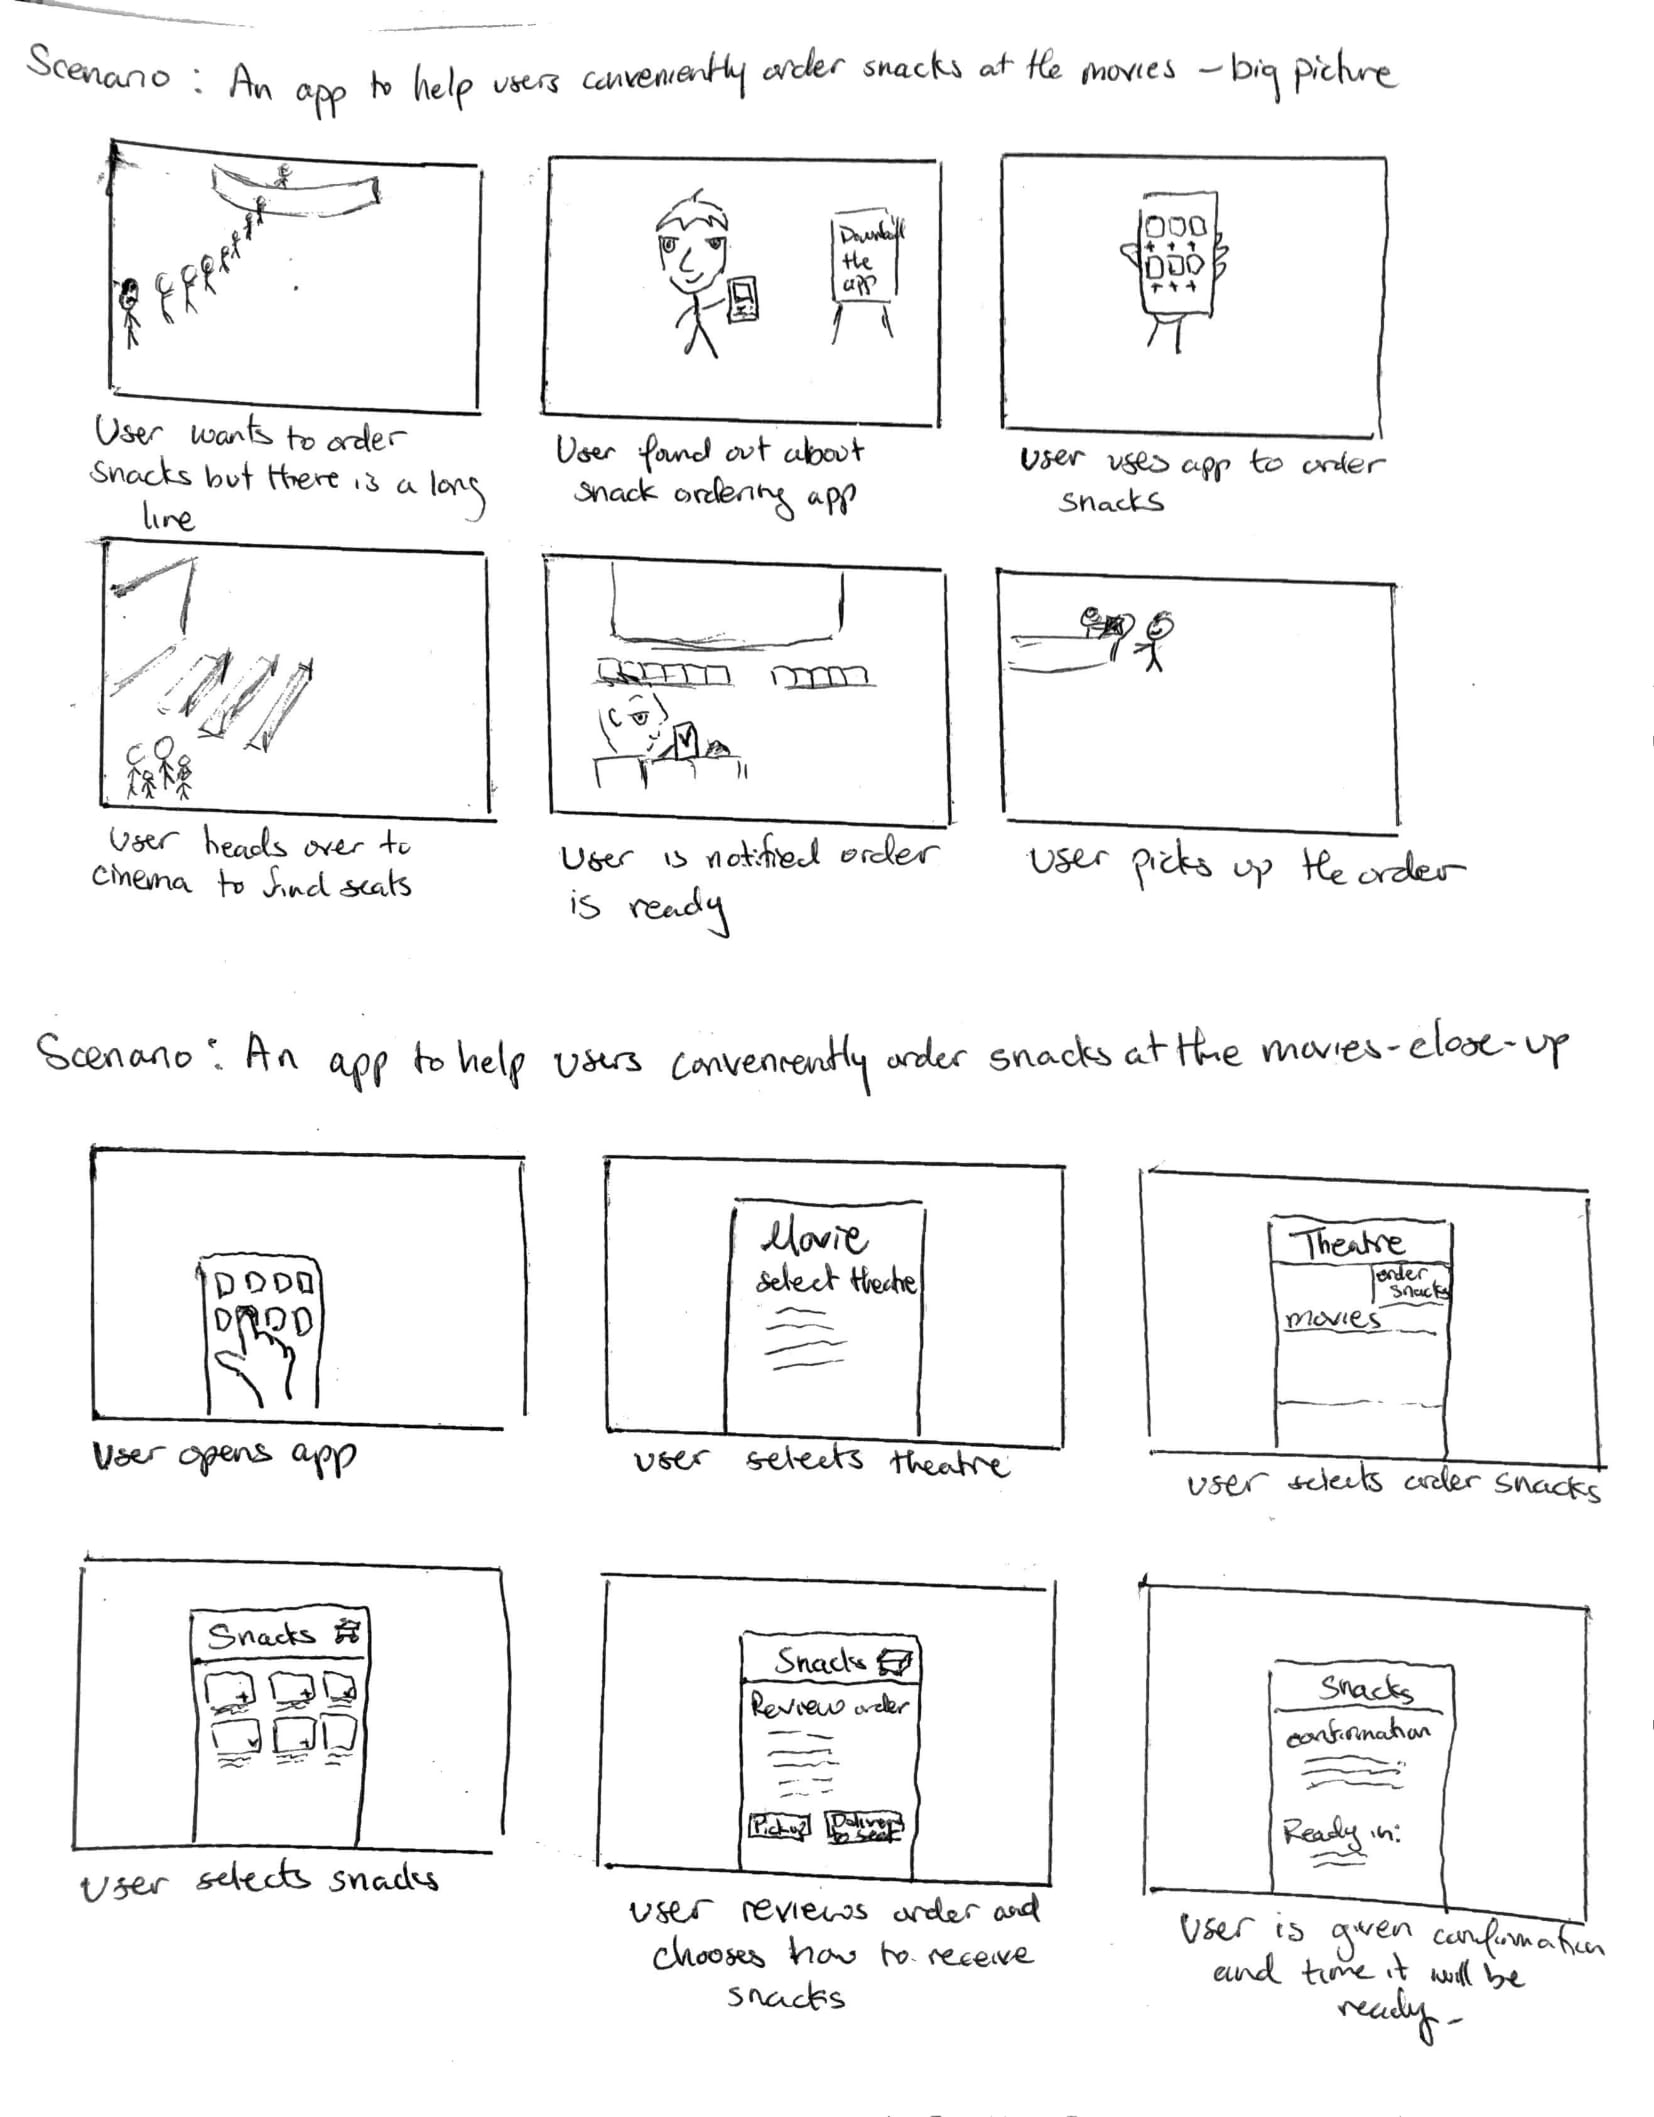 Scenario : An app to help users conveniently order snacks at the movies - big picture
Download
the
app
User wants to order
snacks but there is a long
line
User found out about
snack ordering app
User uses app to order
snacks
User heads over to
cinema to find seats
User is notified order
is ready
User picks up the order
Scenario : An app to help users conveniently order snacks at the movies - close-up
Movie
select theatre
Theatre
order
snacks
movies
User opens app
User selects theatre
User selects order snacks
Snacks
Snacks
Review order
Pickup
Deliver
to seat
Snacks
confirmation
Ready in:
User selects snacks
User reviews order and
chooses how to receive
snacks
User is given confirmation
and time it will be
ready-